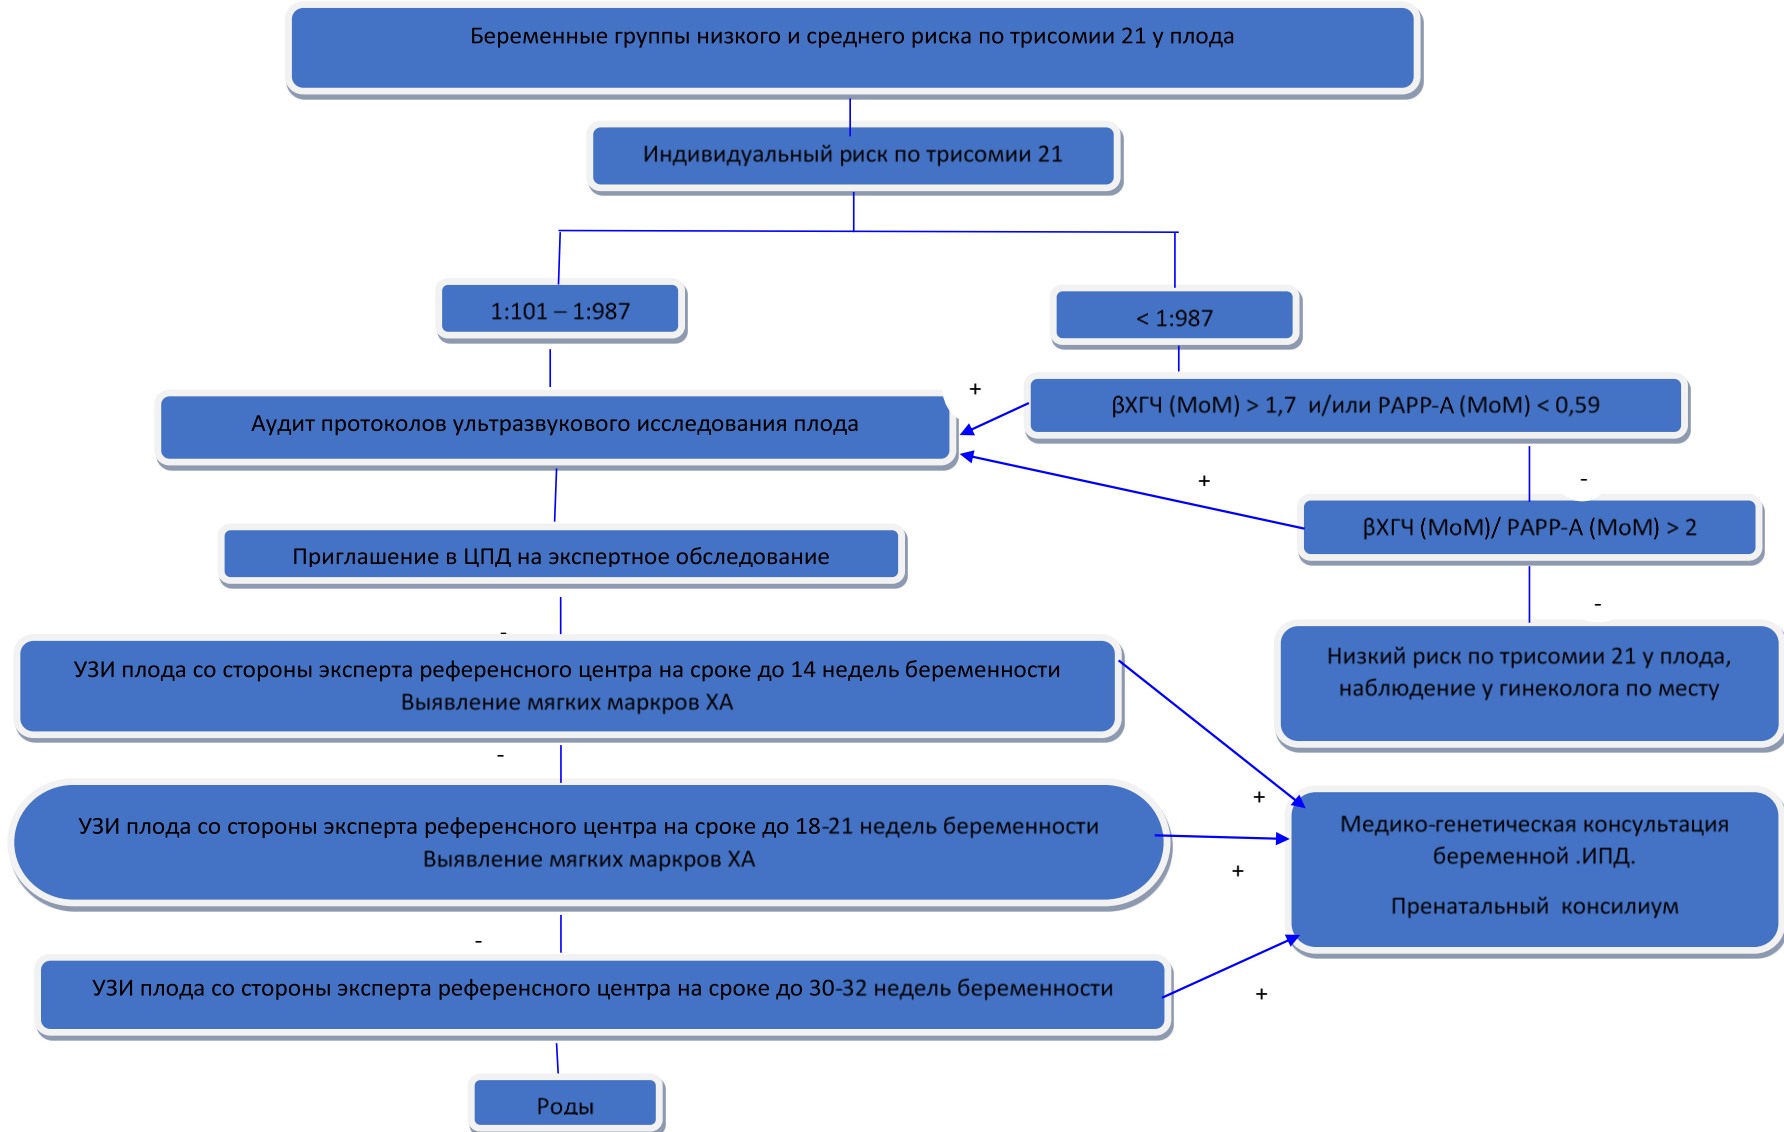 Беременные группы низкого и среднего риска по трисомии 21 у плода
Индивидуальный риск по трисомии 21
1:101 – 1:987
< 1:987
+
βХГЧ (МоМ) > 1,7 и/или РАРР-А (МоМ) < 0,59
Аудит протоколов ультразвукового исследования плода
+
-
βХГЧ (МоМ)/ РАРР-А (МоМ) > 2
Приглашение в ЦПД на экспертное обследование
-
-
УЗИ плода со стороны эксперта референсного центра на сроке до 14 недель беременности
Выявление мягких маркров ХА
Низкий риск по трисомии 21 у плода,
наблюдение у гинеколога по месту
-
+
УЗИ плода со стороны эксперта референсного центра на сроке до 18-21 недель беременности
Выявление мягких маркров ХА
Медико-генетическая консультация
беременной .ИПД.
Пренатальный консилиум
+
-
УЗИ плода со стороны эксперта референсного центра на сроке до 30-32 недель беременности
+
Роды